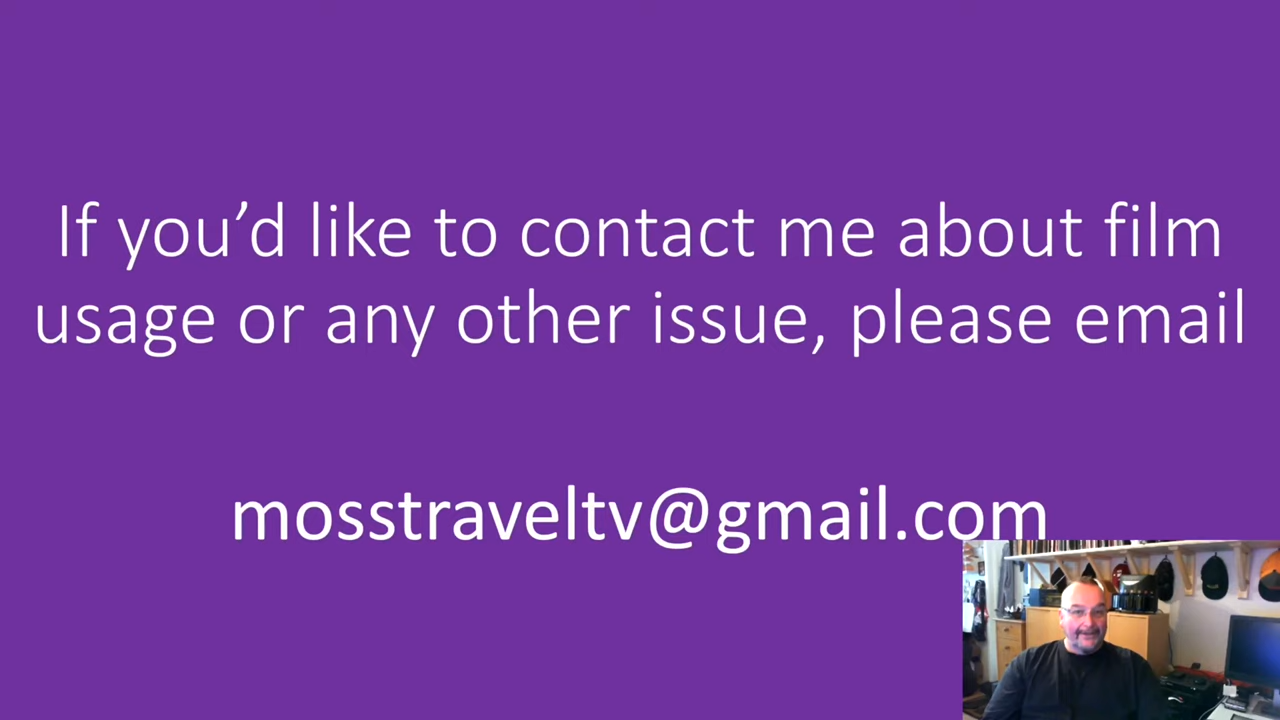 If you’d like to contact me about film
usage or any other issue, please email
mosstraveltv@gmail.com